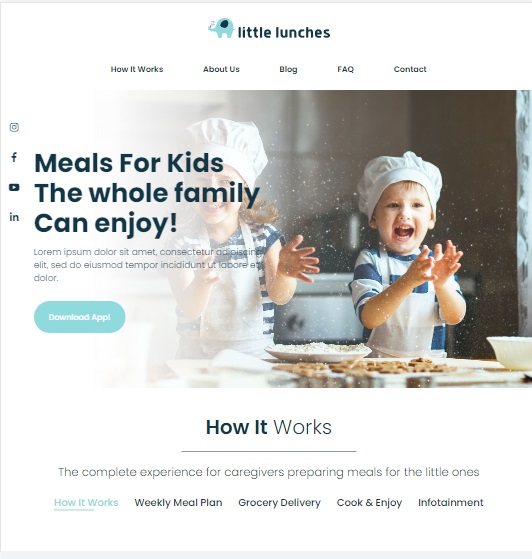 little lunches
How It Works About Us Blog FAQ Contact
Meals For Kids
The whole family
Can enjoy!
Lorem ipsum dolor sit amet, consectetur adipiscing
elit, sed do eiusmod tempor incididunt ut labore et
dolor.
Download App!
How It Works
The complete experience for caregivers preparing meals for the little ones
How It Works Weekly Meal Plan Grocery Delivery Cook & Enjoy Infotainment